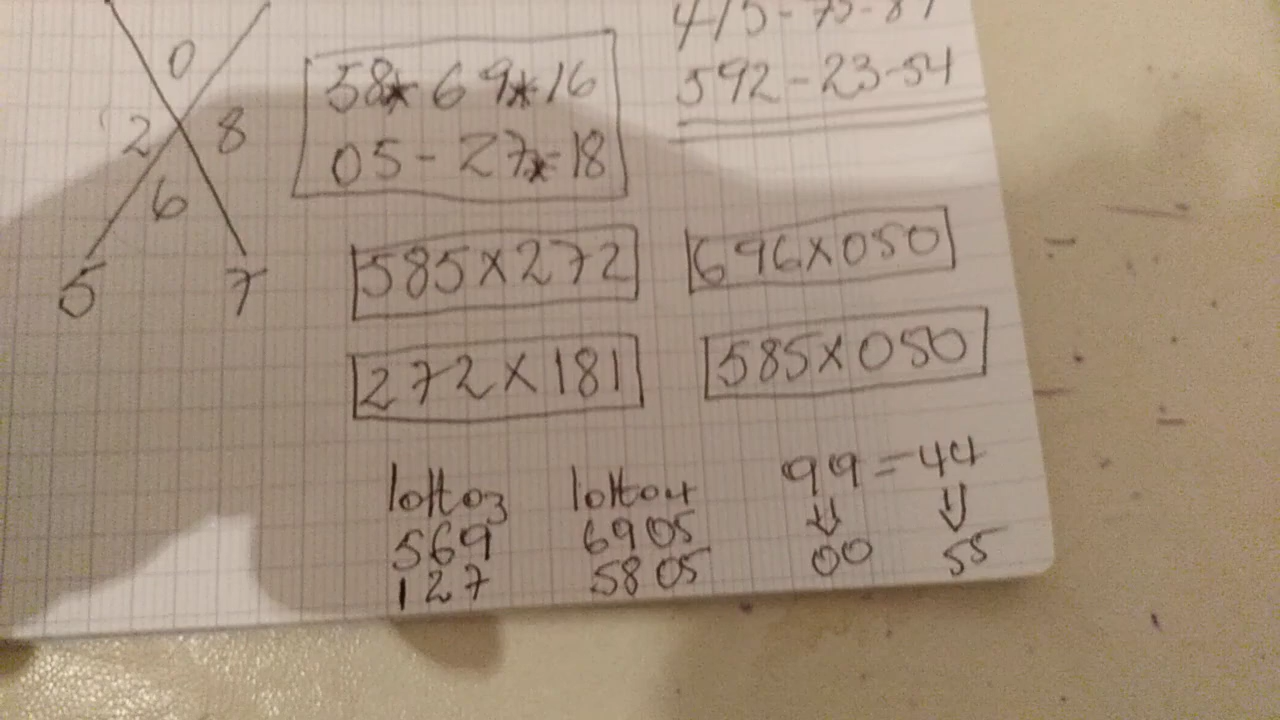 0
2 8
6
5 7
58*-69*-16
05-27*-18
592-23-54
585X272
696X050
272X181
585X050
lotto3
569
127
lotto4
6905
5805
99=44
⇓ ⇓
00 55